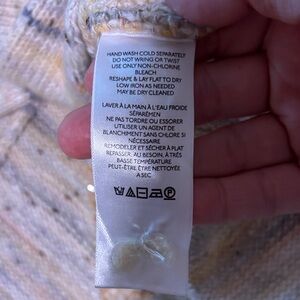 HAND WASH COLD SEPARATELY
DO NOT WRING OR TWIST
USE ONLY NON-CHLORINE
BLEACH
RESHAPE & LAY FLAT TO DRY
LOW IRON AS NEEDED
MAY BE DRY CLEANED
LAVER À LA MAIN À L'EAU FROIDE
SÉPARÉMEN
NE PAS TORDRE OU ESSORER
UTILISER UN AGENT DE
BLANCHIMENT SANS CHLORE SI
NÉCESSAIRE
REMODELER ET SÉCHER À PLAT
REPASSER, AU BESOIN, À TRÈS
BASSE TEMPÉRATURE
PEUT-ÊTRE ÊTRE NETTOYÉE
A SEC